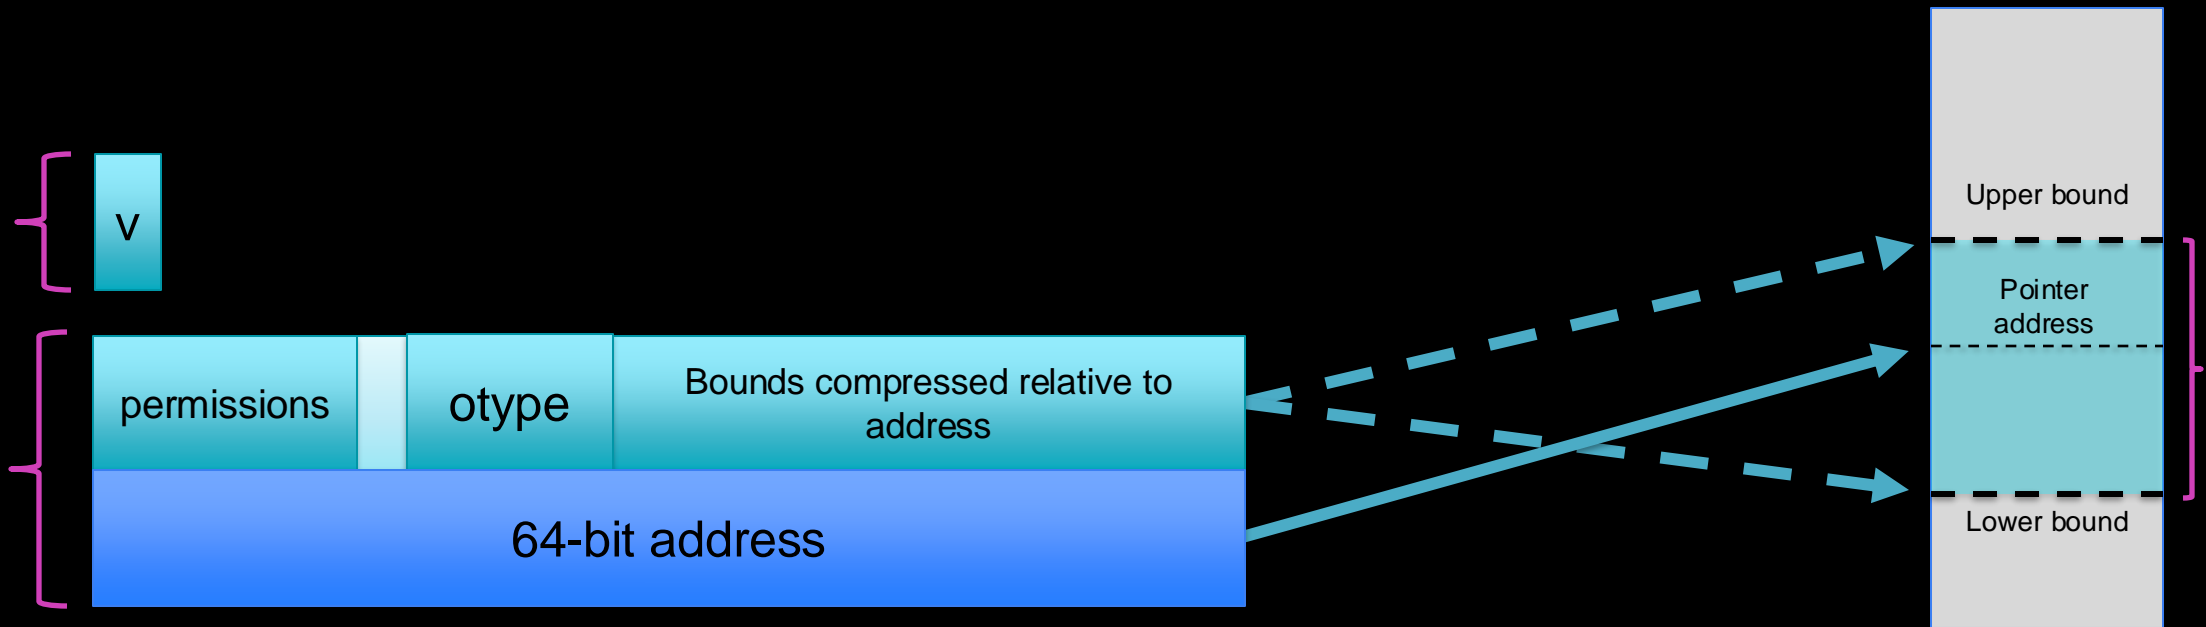 v
permissions
otype
Bounds compressed relative to
address
64-bit address
Upper bound
Pointer
address
Lower bound